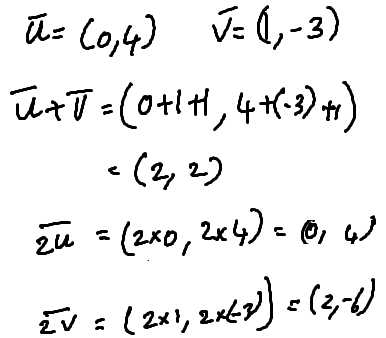 u̅ = (0,4) v̅ = (1,-3)
u̅+v̅ = (0+1+1, 4+(-3)+1)
= (2, 2)
2u̅ = (2×0, 2×4) = (0, 4)
2v̅ = (2×1, 2×(-3)) = (2,-6)